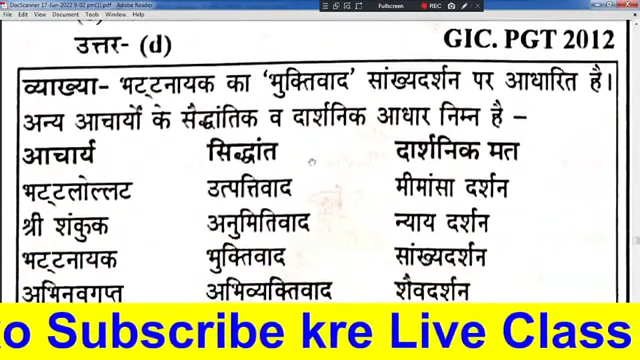 DocScanner 17-Jun-2022 9-02 pm(1).pdf - Adobe Reader
File Edit View Window Help
Fullscreen
REC
उत्तर- (d) GIC. PGT 2012
व्याख्या- भट्टनायक का 'भुक्तिवाद' सांख्यदर्शन पर आधारित है।
अन्य आचार्यों के सैद्धांतिक व दार्शनिक आधार निम्न है –
आचार्य सिद्धांत दार्शनिक मत
भट्टलोल्लट उत्पत्तिवाद मीमांसा दर्शन
श्री शंकुक अनुमितिवाद न्याय दर्शन
भट्टनायक भुक्तिवाद सांख्यदर्शन
अभिनवगुप्त अभिव्यक्तिवाद शैवदर्शन
ko Subscribe kre Live Class